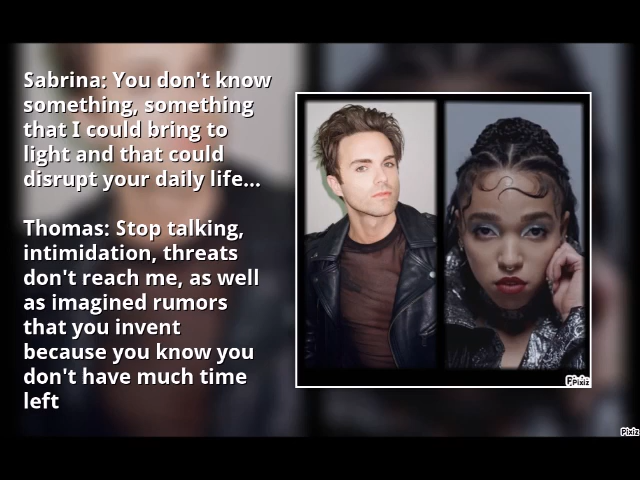 Sabrina: You don't know
something, something
that I could bring to
light and that could
disrupt your daily life...
Thomas: Stop talking,
intimidation, threats
don't reach me, as well
as imagined rumors
that you invent
because you know you
don't have much time
left
Pixiz
Pixiz